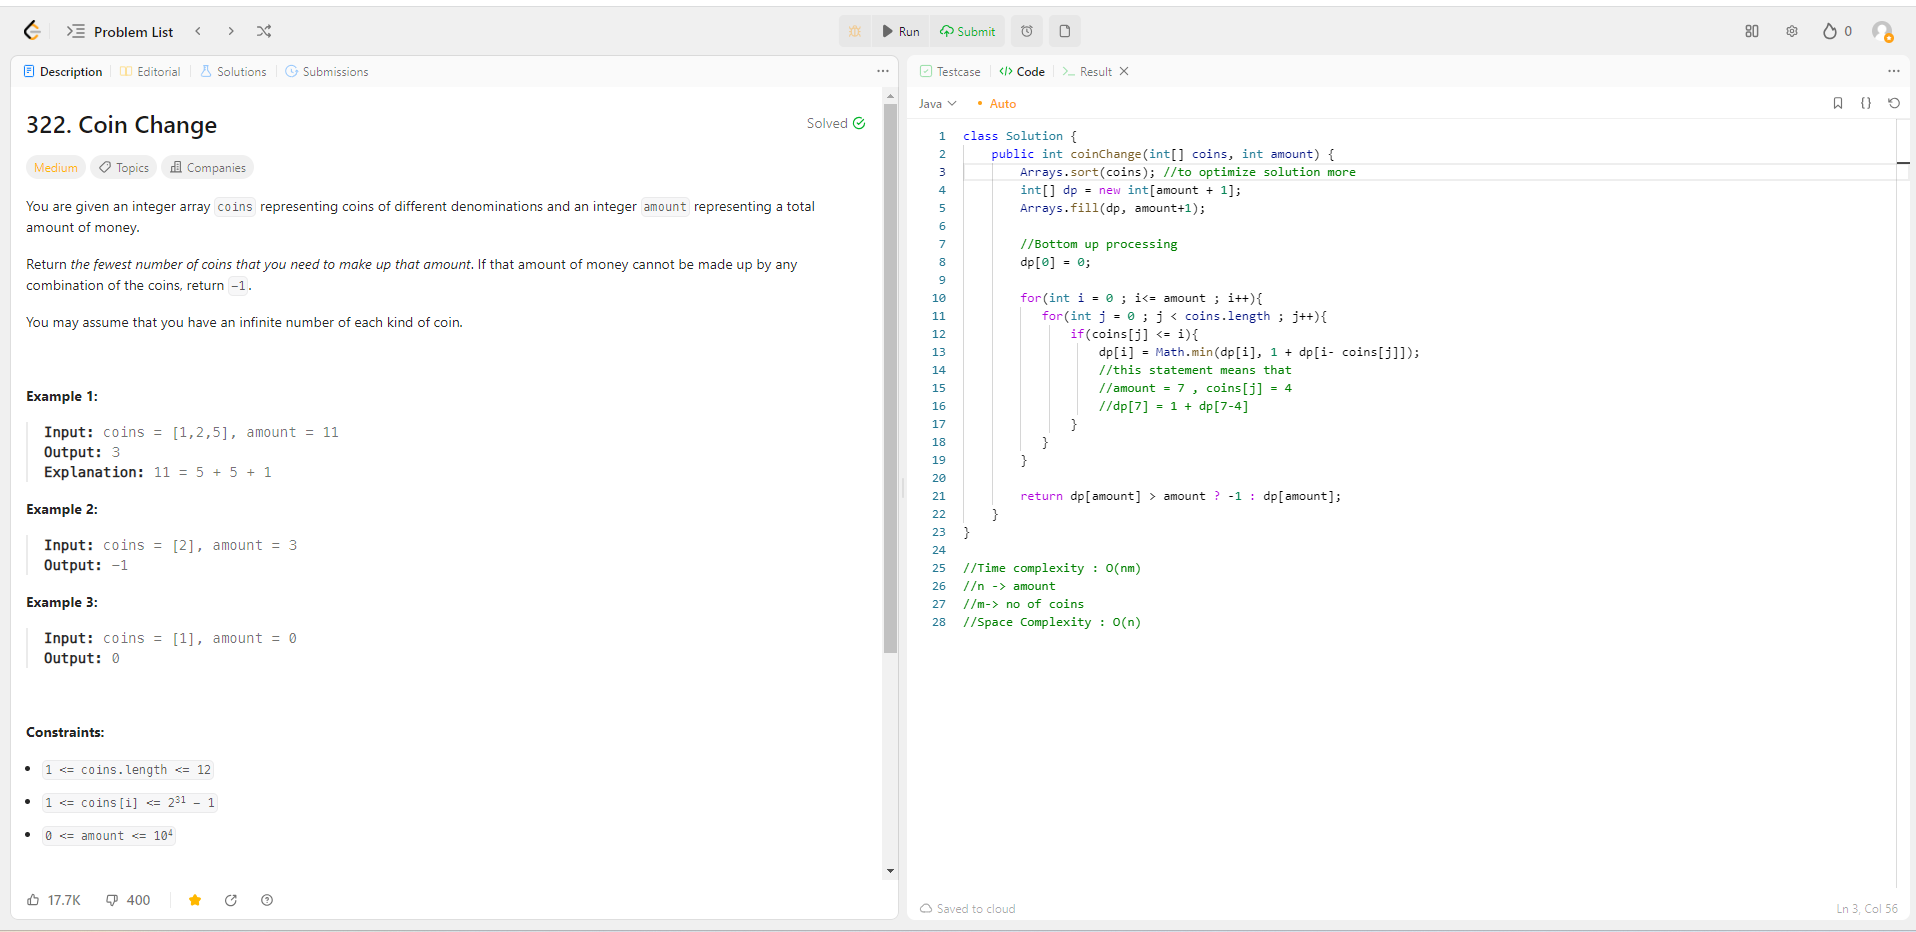 Problem List
Run
Submit
0
Description
Editorial
Solutions
Submissions
322. Coin Change
Solved
Medium
Topics
Companies
You are given an integer array coins representing coins of different denominations and an integer amount representing a total
amount of money.
Return the fewest number of coins that you need to make up that amount. If that amount of money cannot be made up by any
combination of the coins, return -1.
You may assume that you have an infinite number of each kind of coin.
Example 1:
Input: coins = [1,2,5], amount = 11
Output: 3
Explanation: 11 = 5 + 5 + 1
Example 2:
Input: coins = [2], amount = 3
Output: -1
Example 3:
Input: coins = [1], amount = 0
Output: 0
Constraints:
1 <= coins.length <= 12
1 <= coins[i] <= 2³¹ - 1
0 <= amount <= 10⁴
17.7K
400
Testcase
Code
Result
Java
Auto
1 class Solution {
2 public int coinChange(int[] coins, int amount) {
3 Arrays.sort(coins); //to optimize solution more
4 int[] dp = new int[amount + 1];
5 Arrays.fill(dp, amount+1);
6
7 //Bottom up processing
8 dp[0] = 0;
9
10 for(int i = 0 ; i<= amount ; i++){
11 for(int j = 0 ; j < coins.length ; j++){
12 if(coins[j] <= i){
13 dp[i] = Math.min(dp[i], 1 + dp[i- coins[j]]);
14 //this statement means that
15 //amount = 7 , coins[j] = 4
16 //dp[7] = 1 + dp[7-4]
17 }
18 }
19 }
20
21 return dp[amount] > amount ? -1 : dp[amount];
22 }
23 }
24
25 //Time complexity : O(nm)
26 //n -> amount
27 //m-> no of coins
28 //Space Complexity : O(n)
Saved to cloud
Ln 3, Col 56